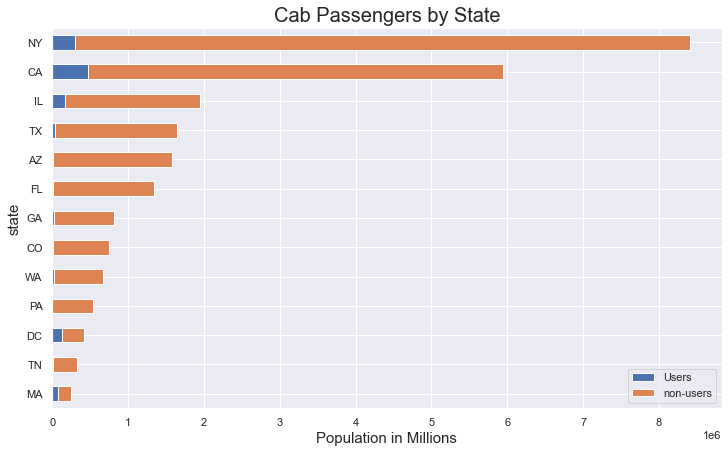 Cab Passengers by State
NY
CA
IL
TX
AZ
FL
GA
CO
WA
PA
DC
TN
MA
state
Users
non-users
0 1 2 3 4 5 6 7 8
1e6
Population in Millions